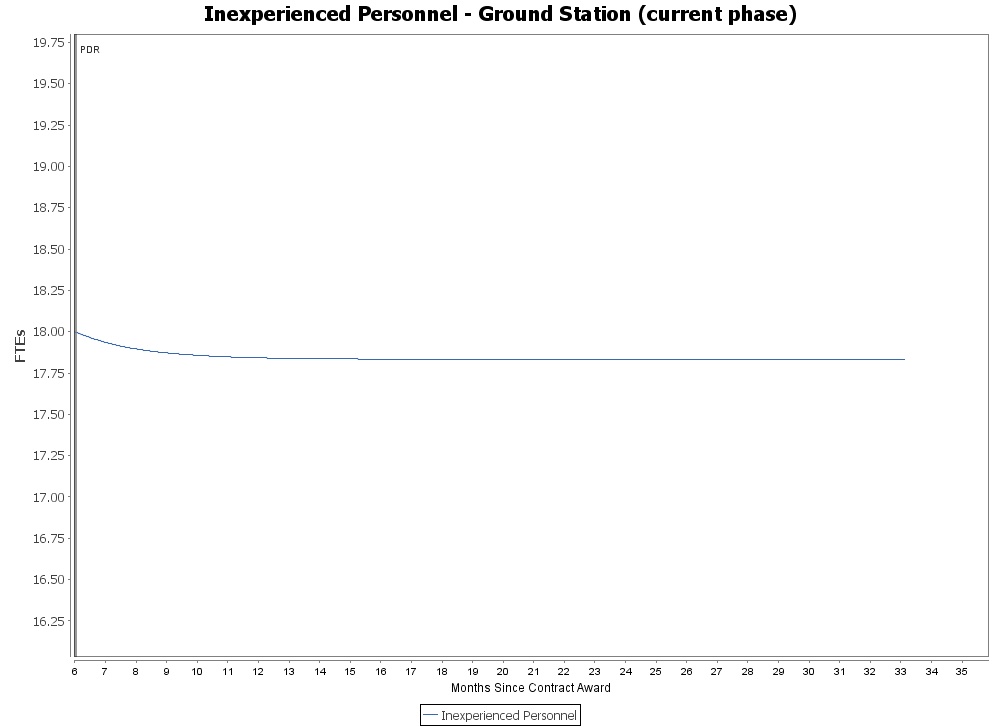 Inexperienced Personnel - Ground Station (current phase)
19.75
PDR
19.50
19.25
19.00
18.75
18.50
18.25
18.00
FTEs
17.75
17.50
17.25
17.00
16.75
16.50
16.25
6 7 8 9 10 11 12 13 14 15 16 17 18 19 20 21 22 23 24 25 26 27 28 29 30 31 32 33 34 35
Months Since Contract Award
Inexperienced Personnel